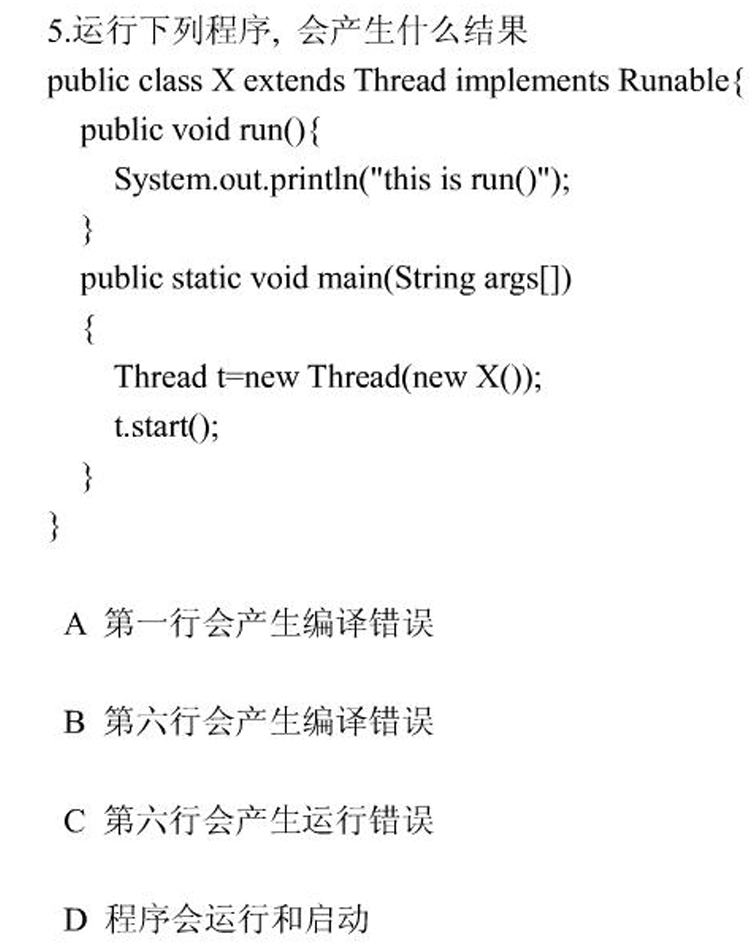 5.运行下列程序, 会产生什么结果
public class X extends Thread implements Runable{
public void run(){
System.out.println("this is run()");
}
public static void main(String args[])
{
Thread t=new Thread(new X());
t.start();
}
}
A 第一行会产生编译错误
B 第六行会产生编译错误
C 第六行会产生运行错误
D 程序会运行和启动